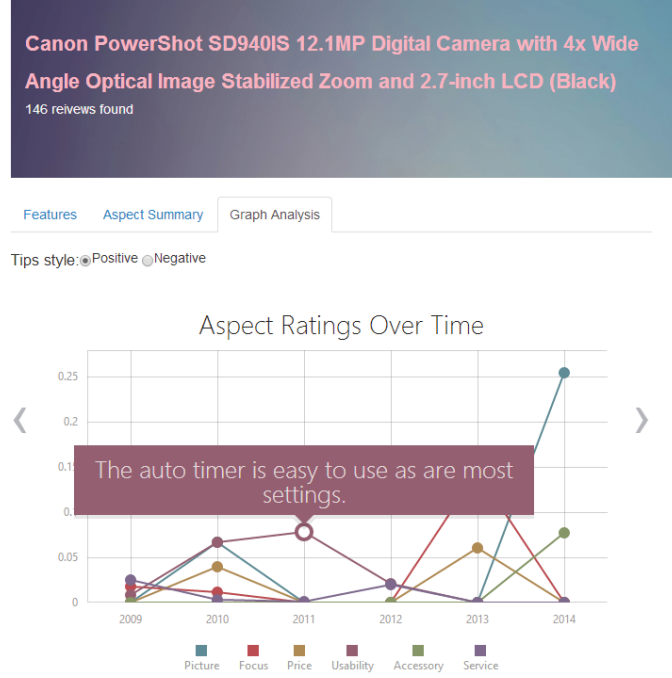 Canon PowerShot SD940IS 12.1MP Digital Camera with 4x Wide
Angle Optical Image Stabilized Zoom and 2.7-inch LCD (Black)
146 reivews found
Features Aspect Summary Graph Analysis
Tips style: Positive Negative
Aspect Ratings Over Time
0.25
0.2
The auto timer is easy to use as are most
settings.
0.05
0
2009 2010 2011 2012 2013 2014
Picture Focus Price Usability Accessory Service